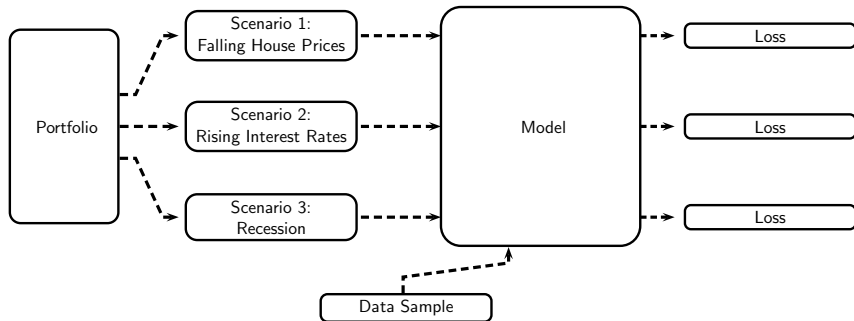 Portfolio
Scenario 1:
Falling House Prices
Scenario 2:
Rising Interest Rates
Scenario 3:
Recession
Model
Loss
Loss
Loss
Data Sample